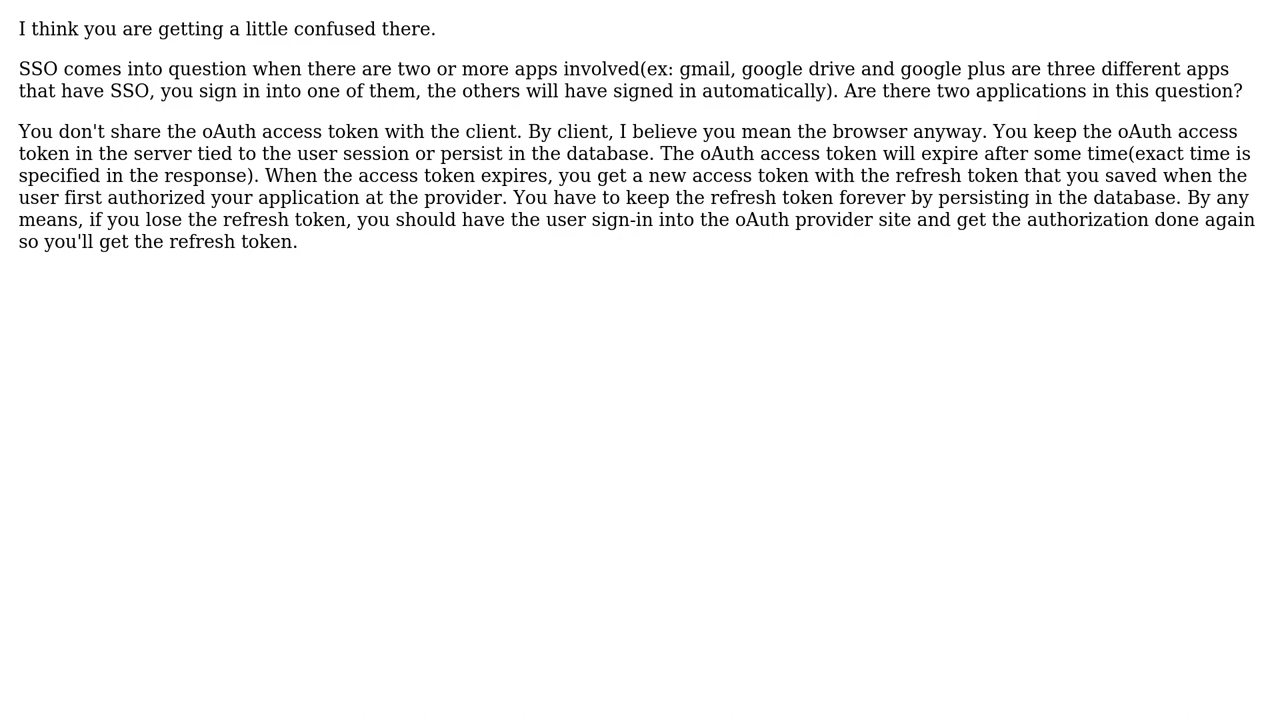 I think you are getting a little confused there.
SSO comes into question when there are two or more apps involved(ex: gmail, google drive and google plus are three different apps
that have SSO, you sign in into one of them, the others will have signed in automatically). Are there two applications in this question?
You don't share the oAuth access token with the client. By client, I believe you mean the browser anyway. You keep the oAuth access
token in the server tied to the user session or persist in the database. The oAuth access token will expire after some time(exact time is
specified in the response). When the access token expires, you get a new access token with the refresh token that you saved when the
user first authorized your application at the provider. You have to keep the refresh token forever by persisting in the database. By any
means, if you lose the refresh token, you should have the user sign-in into the oAuth provider site and get the authorization done again
so you'll get the refresh token.